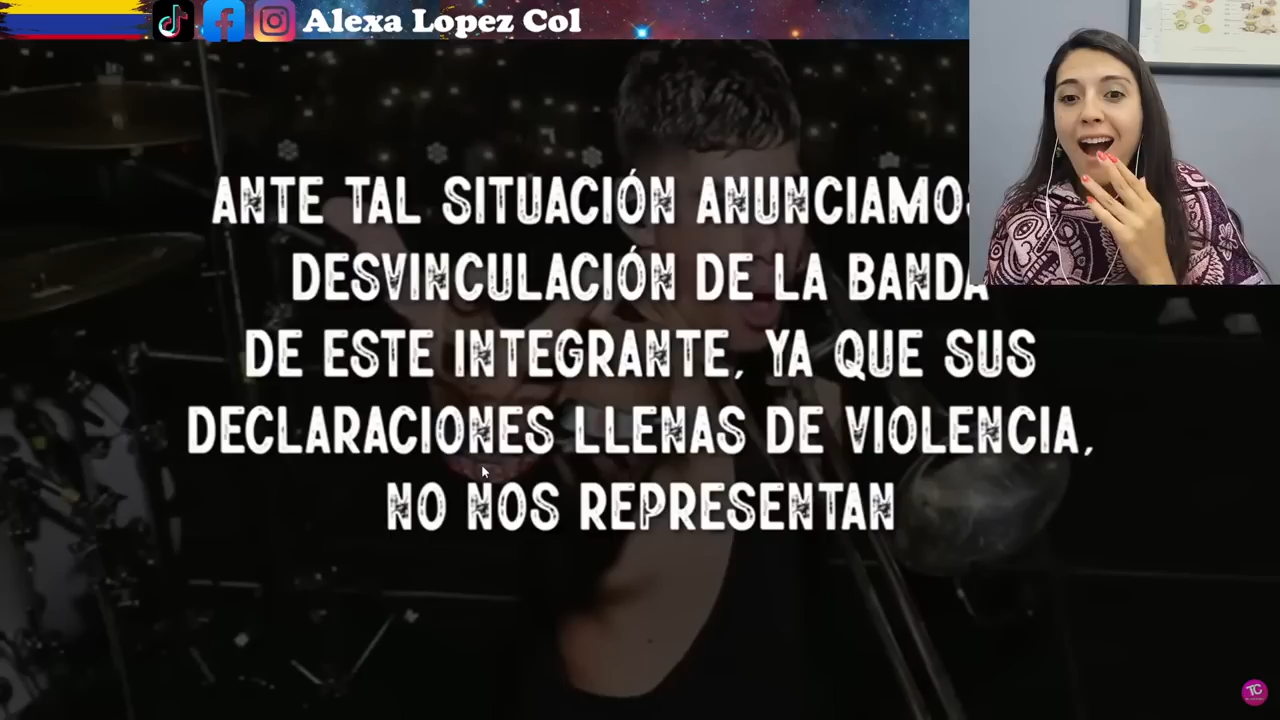 Alexa Lopez Col
ANTE TAL SITUACIÓN ANUNCIAMOS
DESVINCULACIÓN DE LA BANDA
DE ESTE INTEGRANTE, YA QUE SUS
DECLARACIONES LLENAS DE VIOLENCIA,
NO NOS REPRESENTAN
TC